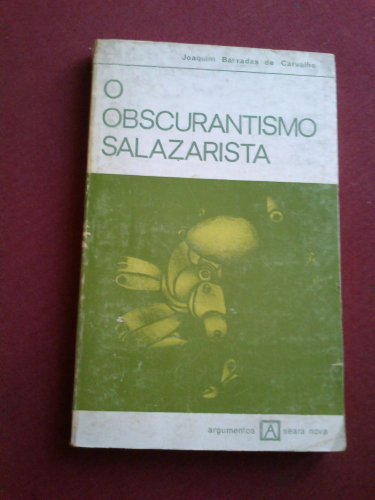 Joaquim Barradas de Carvalho
O
OBSCURANTISMO
SALAZARISTA
argumentos A seara nova